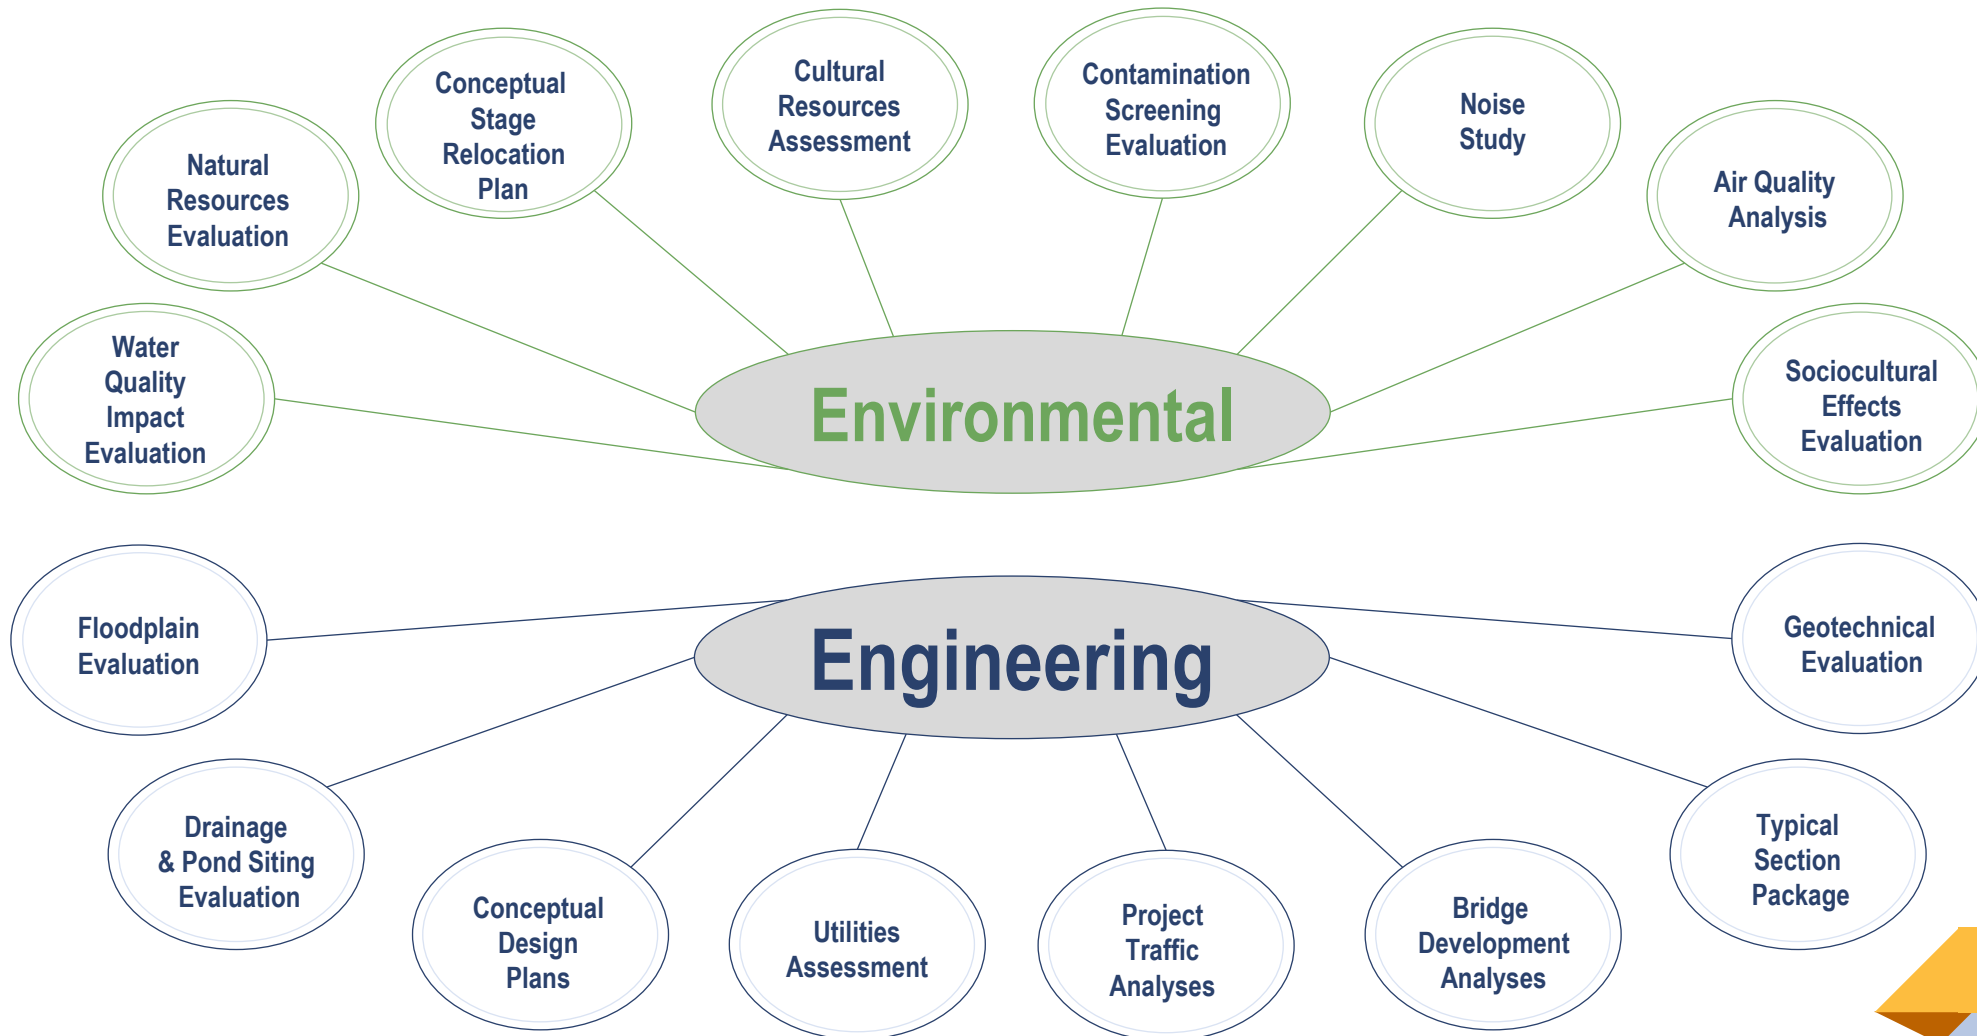 Conceptual
Stage
Relocation
Plan
Cultural
Resources
Assessment
Contamination
Screening
Evaluation
Noise
Study
Natural
Resources
Evaluation
Air Quality
Analysis
Water
Quality
Impact
Evaluation
Environmental
Sociocultural
Effects
Evaluation
Floodplain
Evaluation
Engineering
Geotechnical
Evaluation
Drainage
& Pond Siting
Evaluation
Conceptual
Design
Plans
Utilities
Assessment
Project
Traffic
Analyses
Bridge
Development
Analyses
Typical
Section
Package